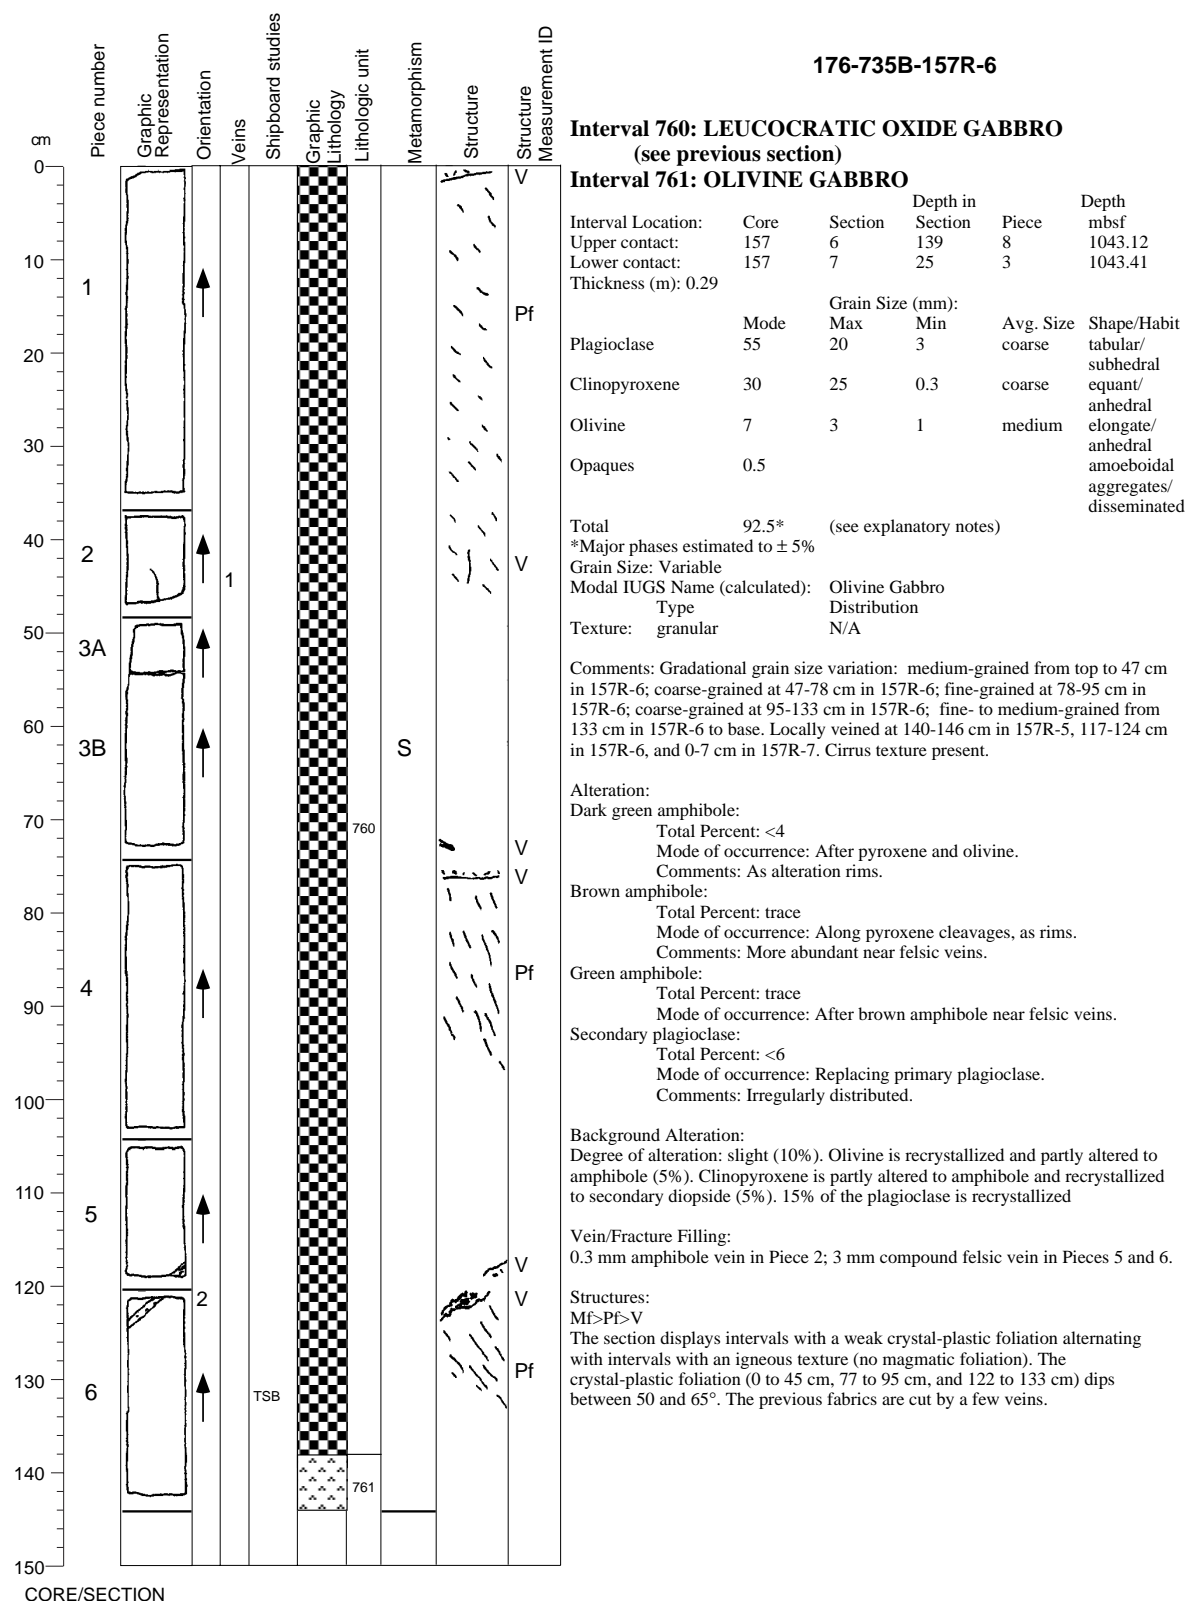 Piece number
Graphic
Representation
Orientation
Veins
Shipboard studies
Graphic
Lithology
Lithologic unit
Metamorphism
Structure
Structure
Measurement ID
cm
0
10
20
30
40
50
60
70
80
90
100
110
120
130
140
150
1
2
3A
3B
4
5
6
1
2
TSB
760
761
S
V
Pf
V
V
V
Pf
V
V
Pf
CORE/SECTION
176-735B-157R-6
Interval 760: LEUCOCRATIC OXIDE GABBRO
(see previous section)
Interval 761: OLIVINE GABBRO
Depth in Depth
Interval Location: Core Section Section Piece mbsf
Upper contact: 157 6 139 8 1043.12
Lower contact: 157 7 25 3 1043.41
Thickness (m): 0.29
Grain Size (mm):
Mode Max Min Avg. Size Shape/Habit
Plagioclase 55 20 3 coarse tabular/
subhedral
Clinopyroxene 30 25 0.3 coarse equant/
anhedral
Olivine 7 3 1 medium elongate/
anhedral
Opaques 0.5 amoeboidal
aggregates/
disseminated
Total 92.5* (see explanatory notes)
*Major phases estimated to ± 5%
Grain Size: Variable
Modal IUGS Name (calculated): Olivine Gabbro
Type Distribution
Texture: granular N/A
Comments: Gradational grain size variation: medium-grained from top to 47 cm
in 157R-6; coarse-grained at 47-78 cm in 157R-6; fine-grained at 78-95 cm in
157R-6; coarse-grained at 95-133 cm in 157R-6; fine- to medium-grained from
133 cm in 157R-6 to base. Locally veined at 140-146 cm in 157R-5, 117-124 cm
in 157R-6, and 0-7 cm in 157R-7. Cirrus texture present.
Alteration:
Dark green amphibole:
Total Percent: <4
Mode of occurrence: After pyroxene and olivine.
Comments: As alteration rims.
Brown amphibole:
Total Percent: trace
Mode of occurrence: Along pyroxene cleavages, as rims.
Comments: More abundant near felsic veins.
Green amphibole:
Total Percent: trace
Mode of occurrence: After brown amphibole near felsic veins.
Secondary plagioclase:
Total Percent: <6
Mode of occurrence: Replacing primary plagioclase.
Comments: Irregularly distributed.
Background Alteration:
Degree of alteration: slight (10%). Olivine is recrystallized and partly altered to
amphibole (5%). Clinopyroxene is partly altered to amphibole and recrystallized
to secondary diopside (5%). 15% of the plagioclase is recrystallized
Vein/Fracture Filling:
0.3 mm amphibole vein in Piece 2; 3 mm compound felsic vein in Pieces 5 and 6.
Structures:
Mf>Pf>V
The section displays intervals with a weak crystal-plastic foliation alternating
with intervals with an igneous texture (no magmatic foliation). The
crystal-plastic foliation (0 to 45 cm, 77 to 95 cm, and 122 to 133 cm) dips
between 50 and 65°. The previous fabrics are cut by a few veins.